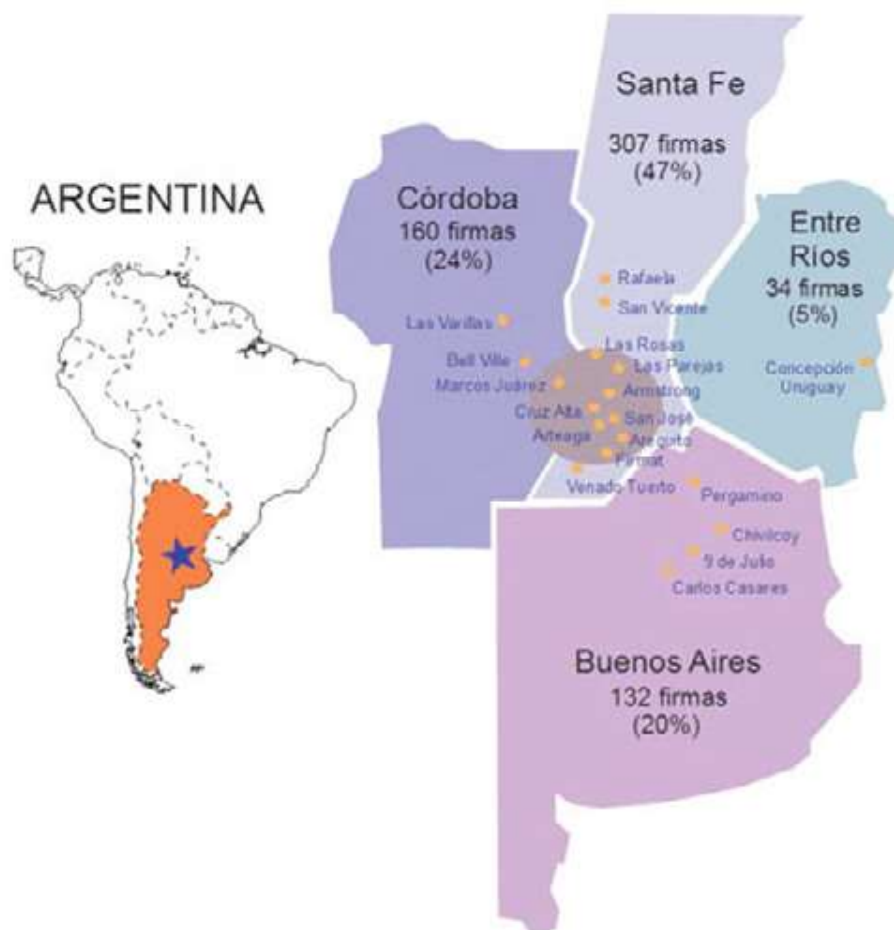 ARGENTINA
Santa Fe
307 firmas
(47%)
Córdoba
160 firmas
(24%)
Entre
Ríos
34 firmas
(5%)
Rafaela
San Vicente
Las Varillas
Las Rosas
Bell Ville
Las Parejas
Concepción
Uruguay
Marcos Juárez
Armstrong
Cruz Alta
San José
Arteaga
Arequito
Firmat
Venado Tuerto
Pergamino
Chivilcoy
9 de Julio
Carlos Casares
Buenos Aires
132 firmas
(20%)